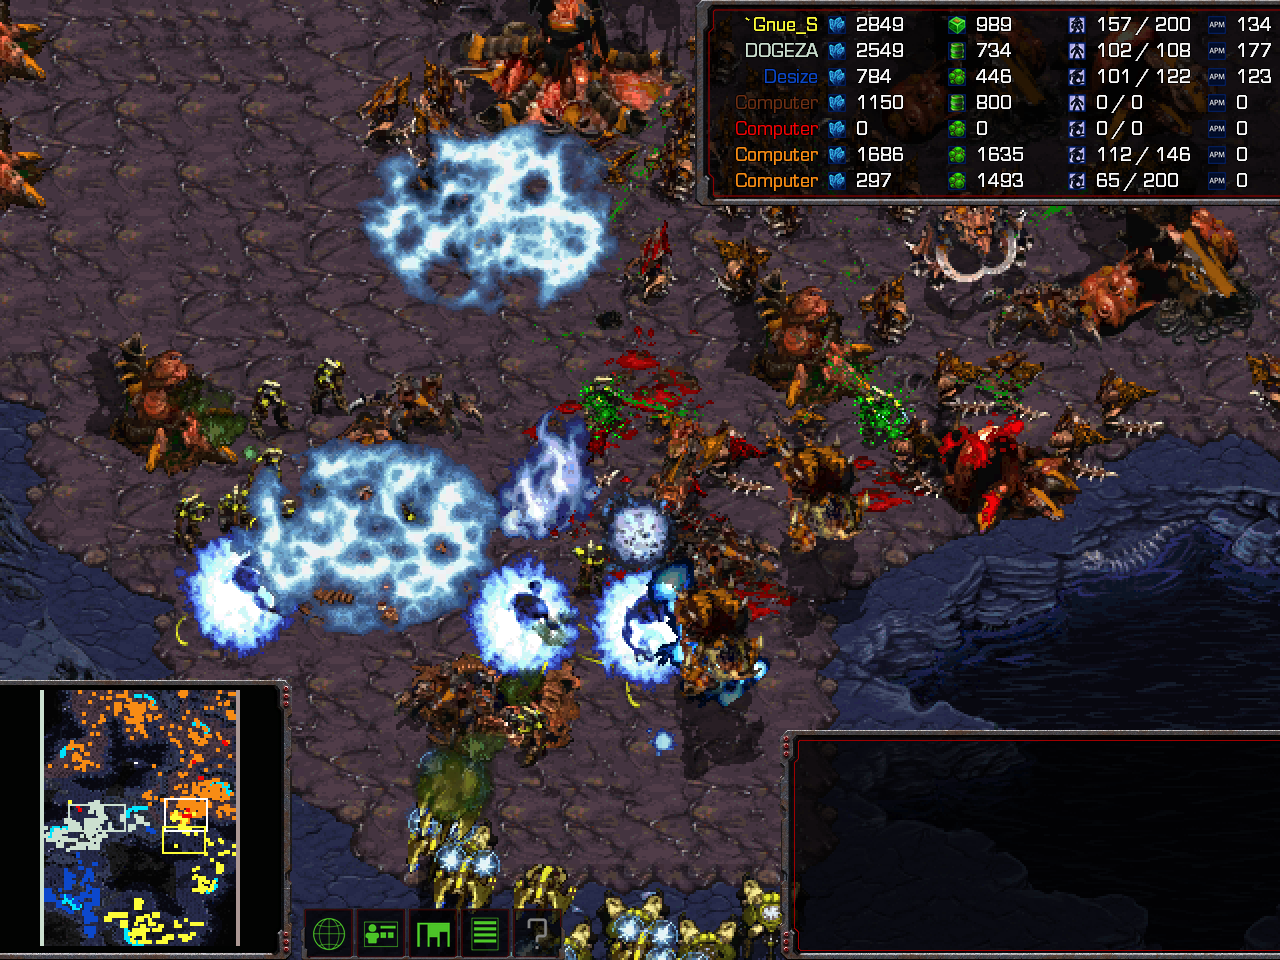 `Gnue_S 2849 989 157 / 200 APM 134
DOGEZA 2549 734 102 / 108 APM 177
Desize 784 446 101 / 122 APM 123
Computer 1150 800 0 / 0 APM 0
Computer 0 0 0 / 0 APM 0
Computer 1686 1635 112 / 146 APM 0
Computer 297 1493 65 / 200 APM 0
?